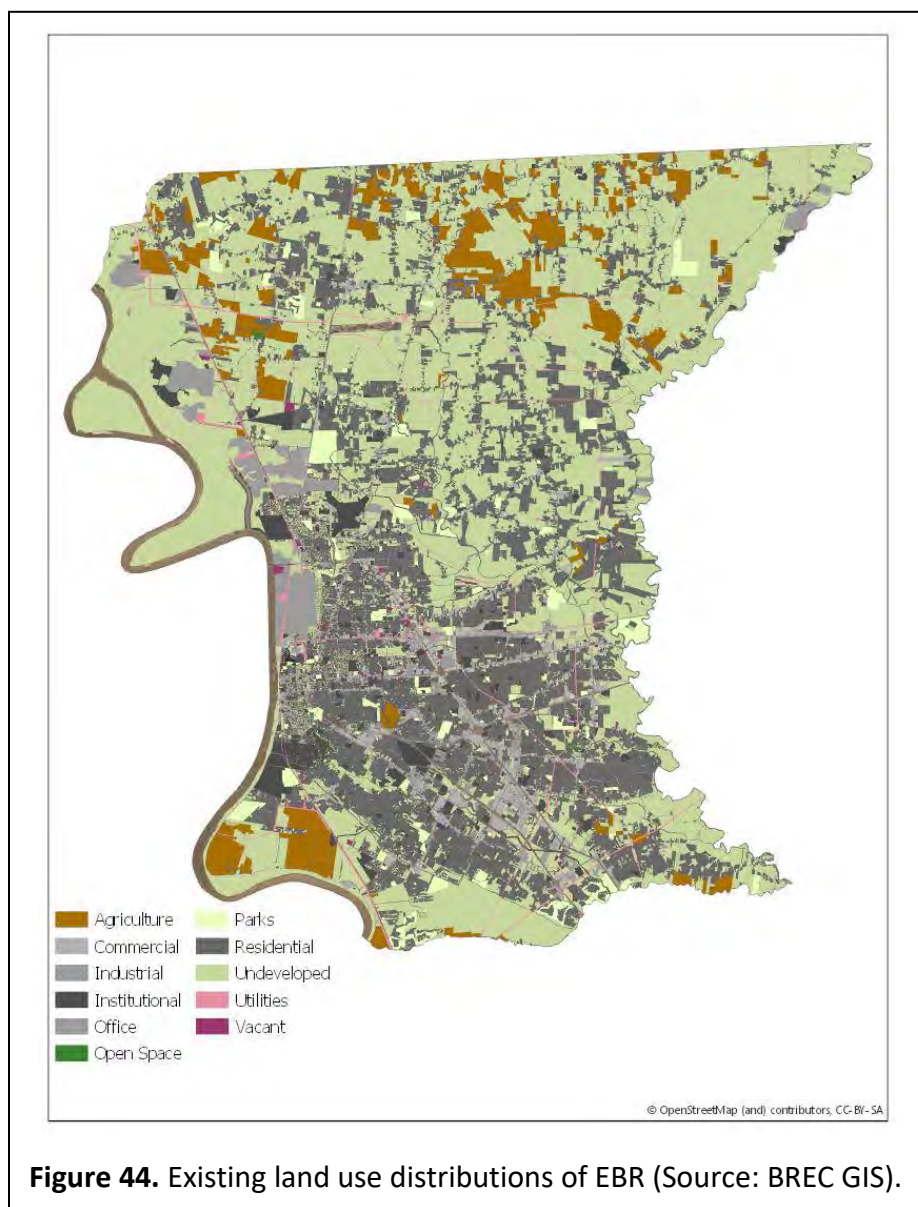 Agriculture
Commercial
Industrial
Institutional
Office
Open Space
Parks
Residential
Undeveloped
Utilities
Vacant
© OpenStreetMap (and) contributors, CC-BY-SA
Figure 44. Existing land use distributions of EBR (Source: BREC GIS).